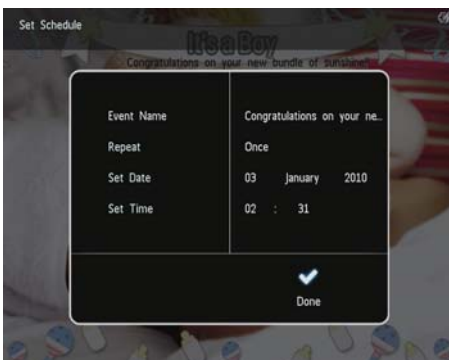 Set Schedule
It's a Boy
Congratulations on your new bundle of sunshine!
Event Name Congratulations on your ne...
Repeat Once
Set Date 03 January 2010
Set Time 02 : 31
Done